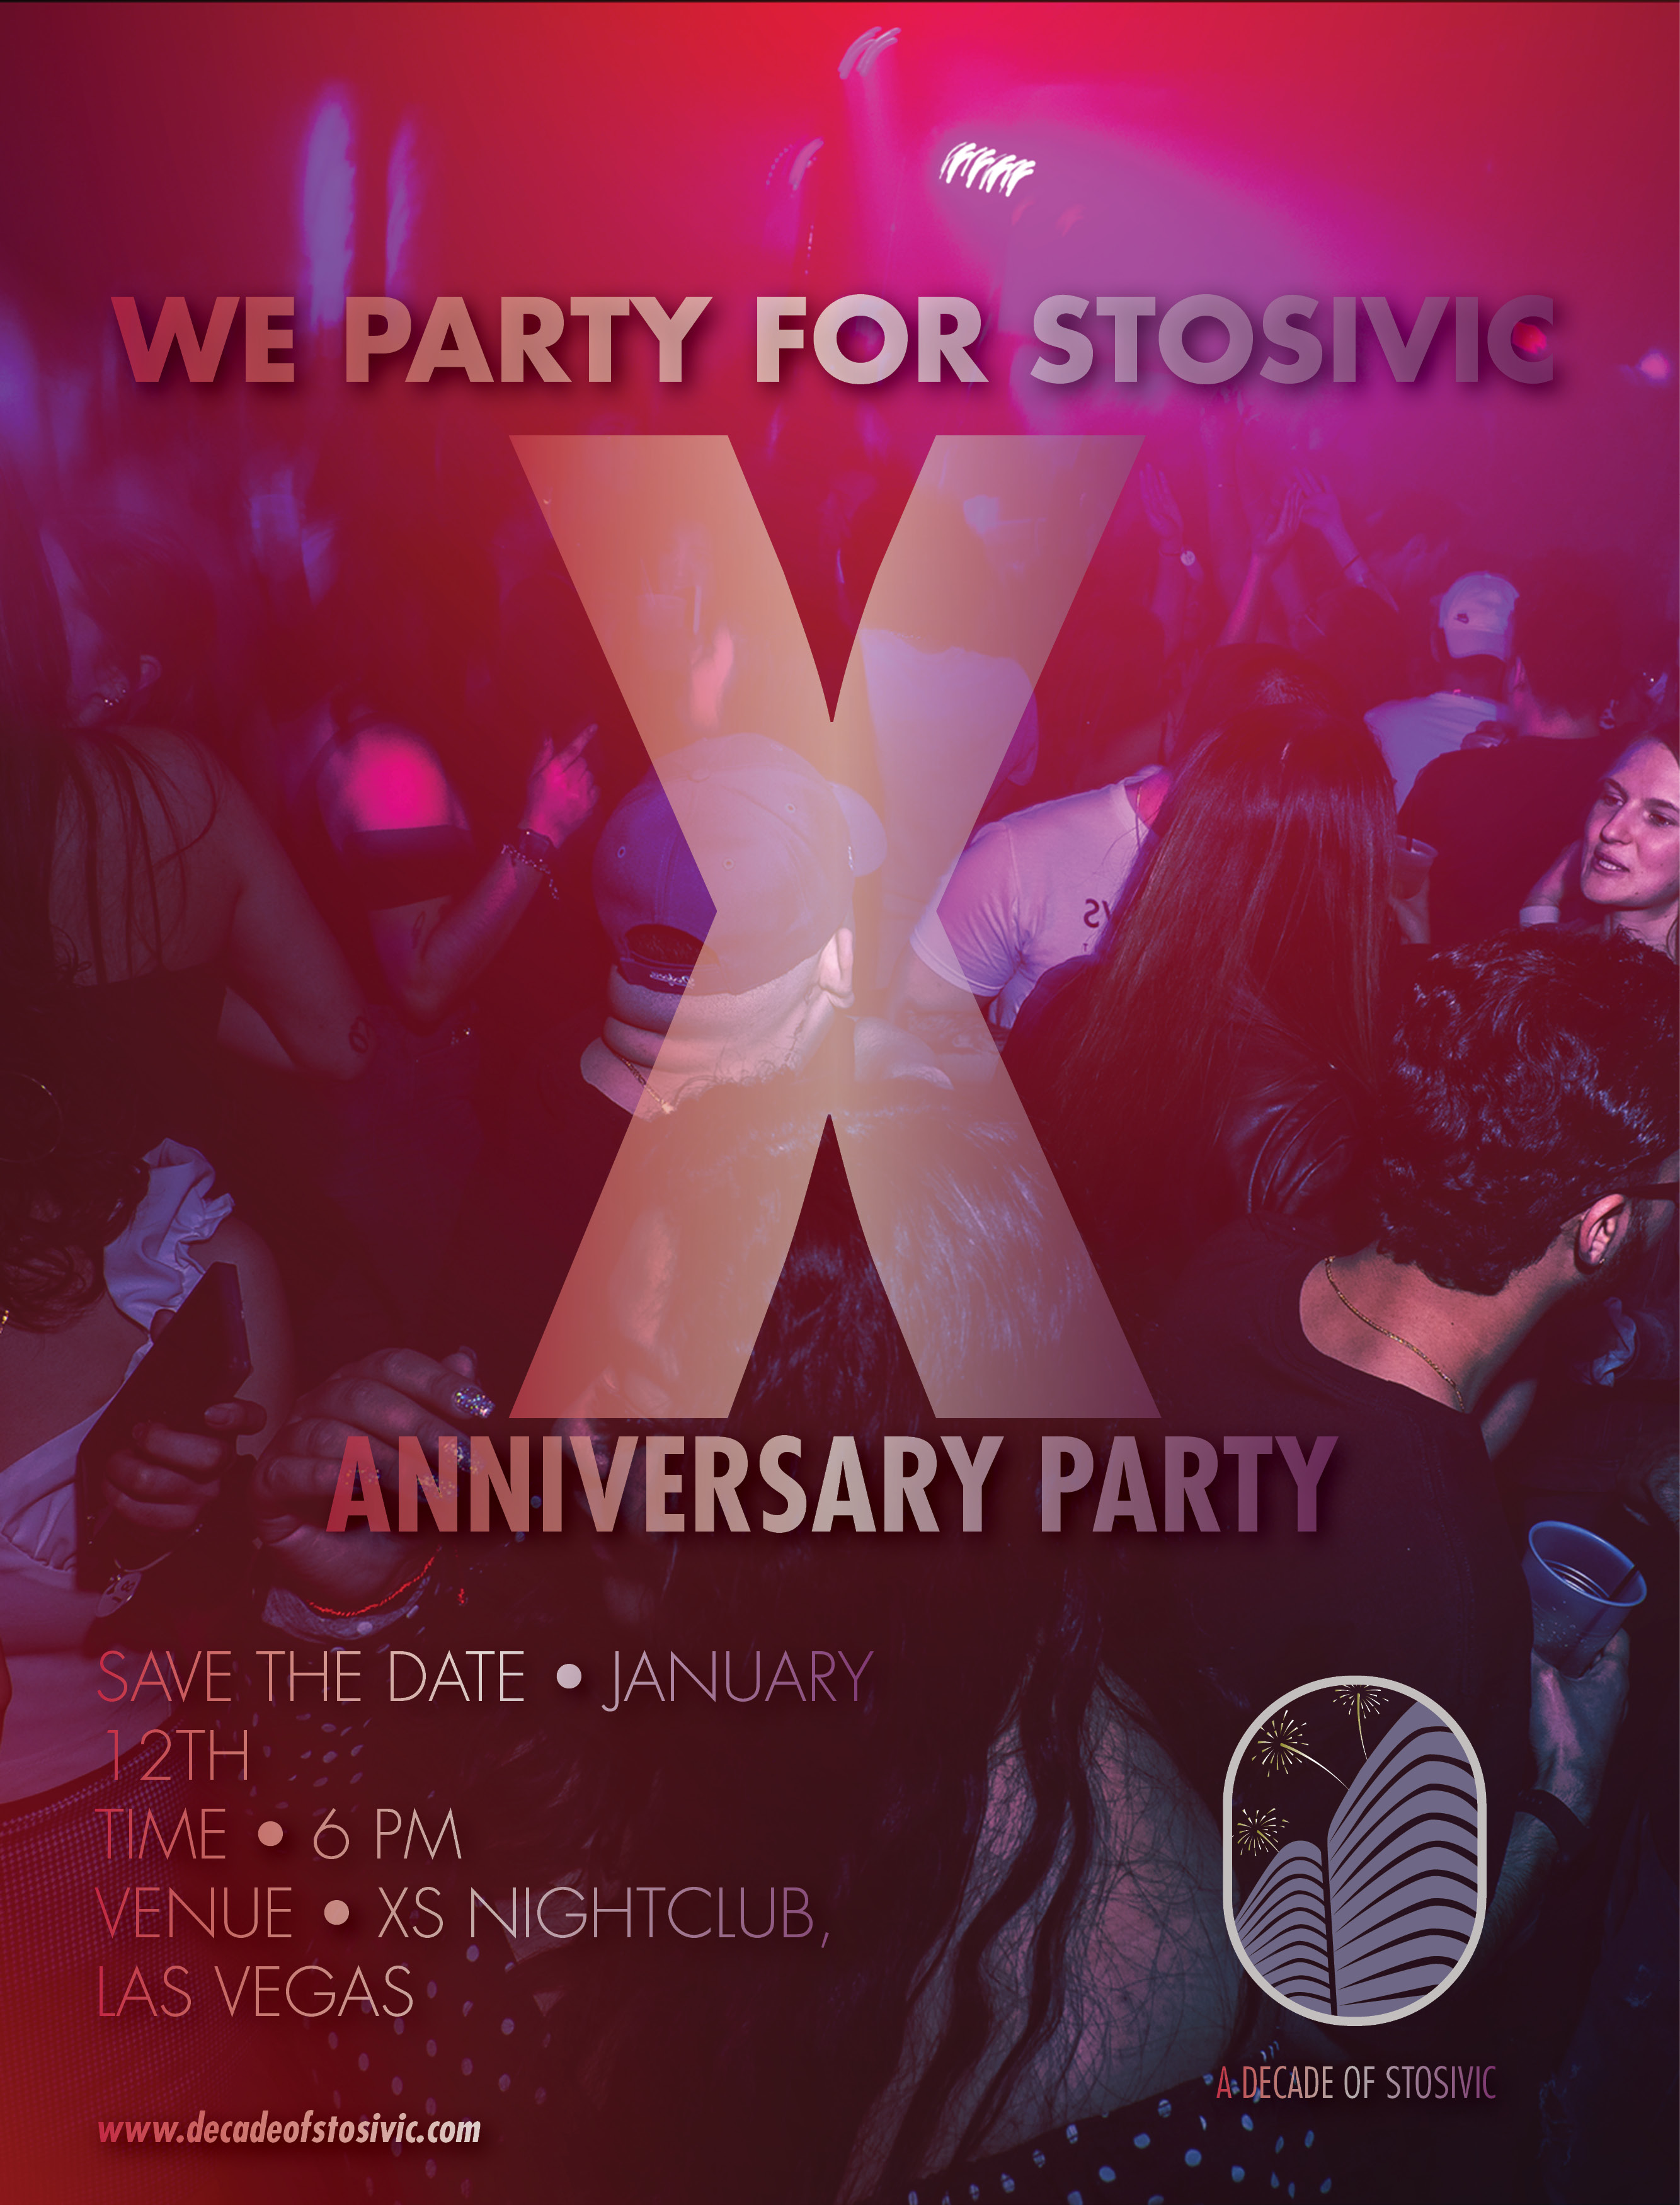 WE PARTY FOR STOSIVIC
X
ANNIVERSARY PARTY
SAVE THE DATE • JANUARY
12TH
TIME • 6 PM
VENUE • XS NIGHTCLUB,
LAS VEGAS
A DECADE OF STOSIVIC
www.decadeofstosivic.com